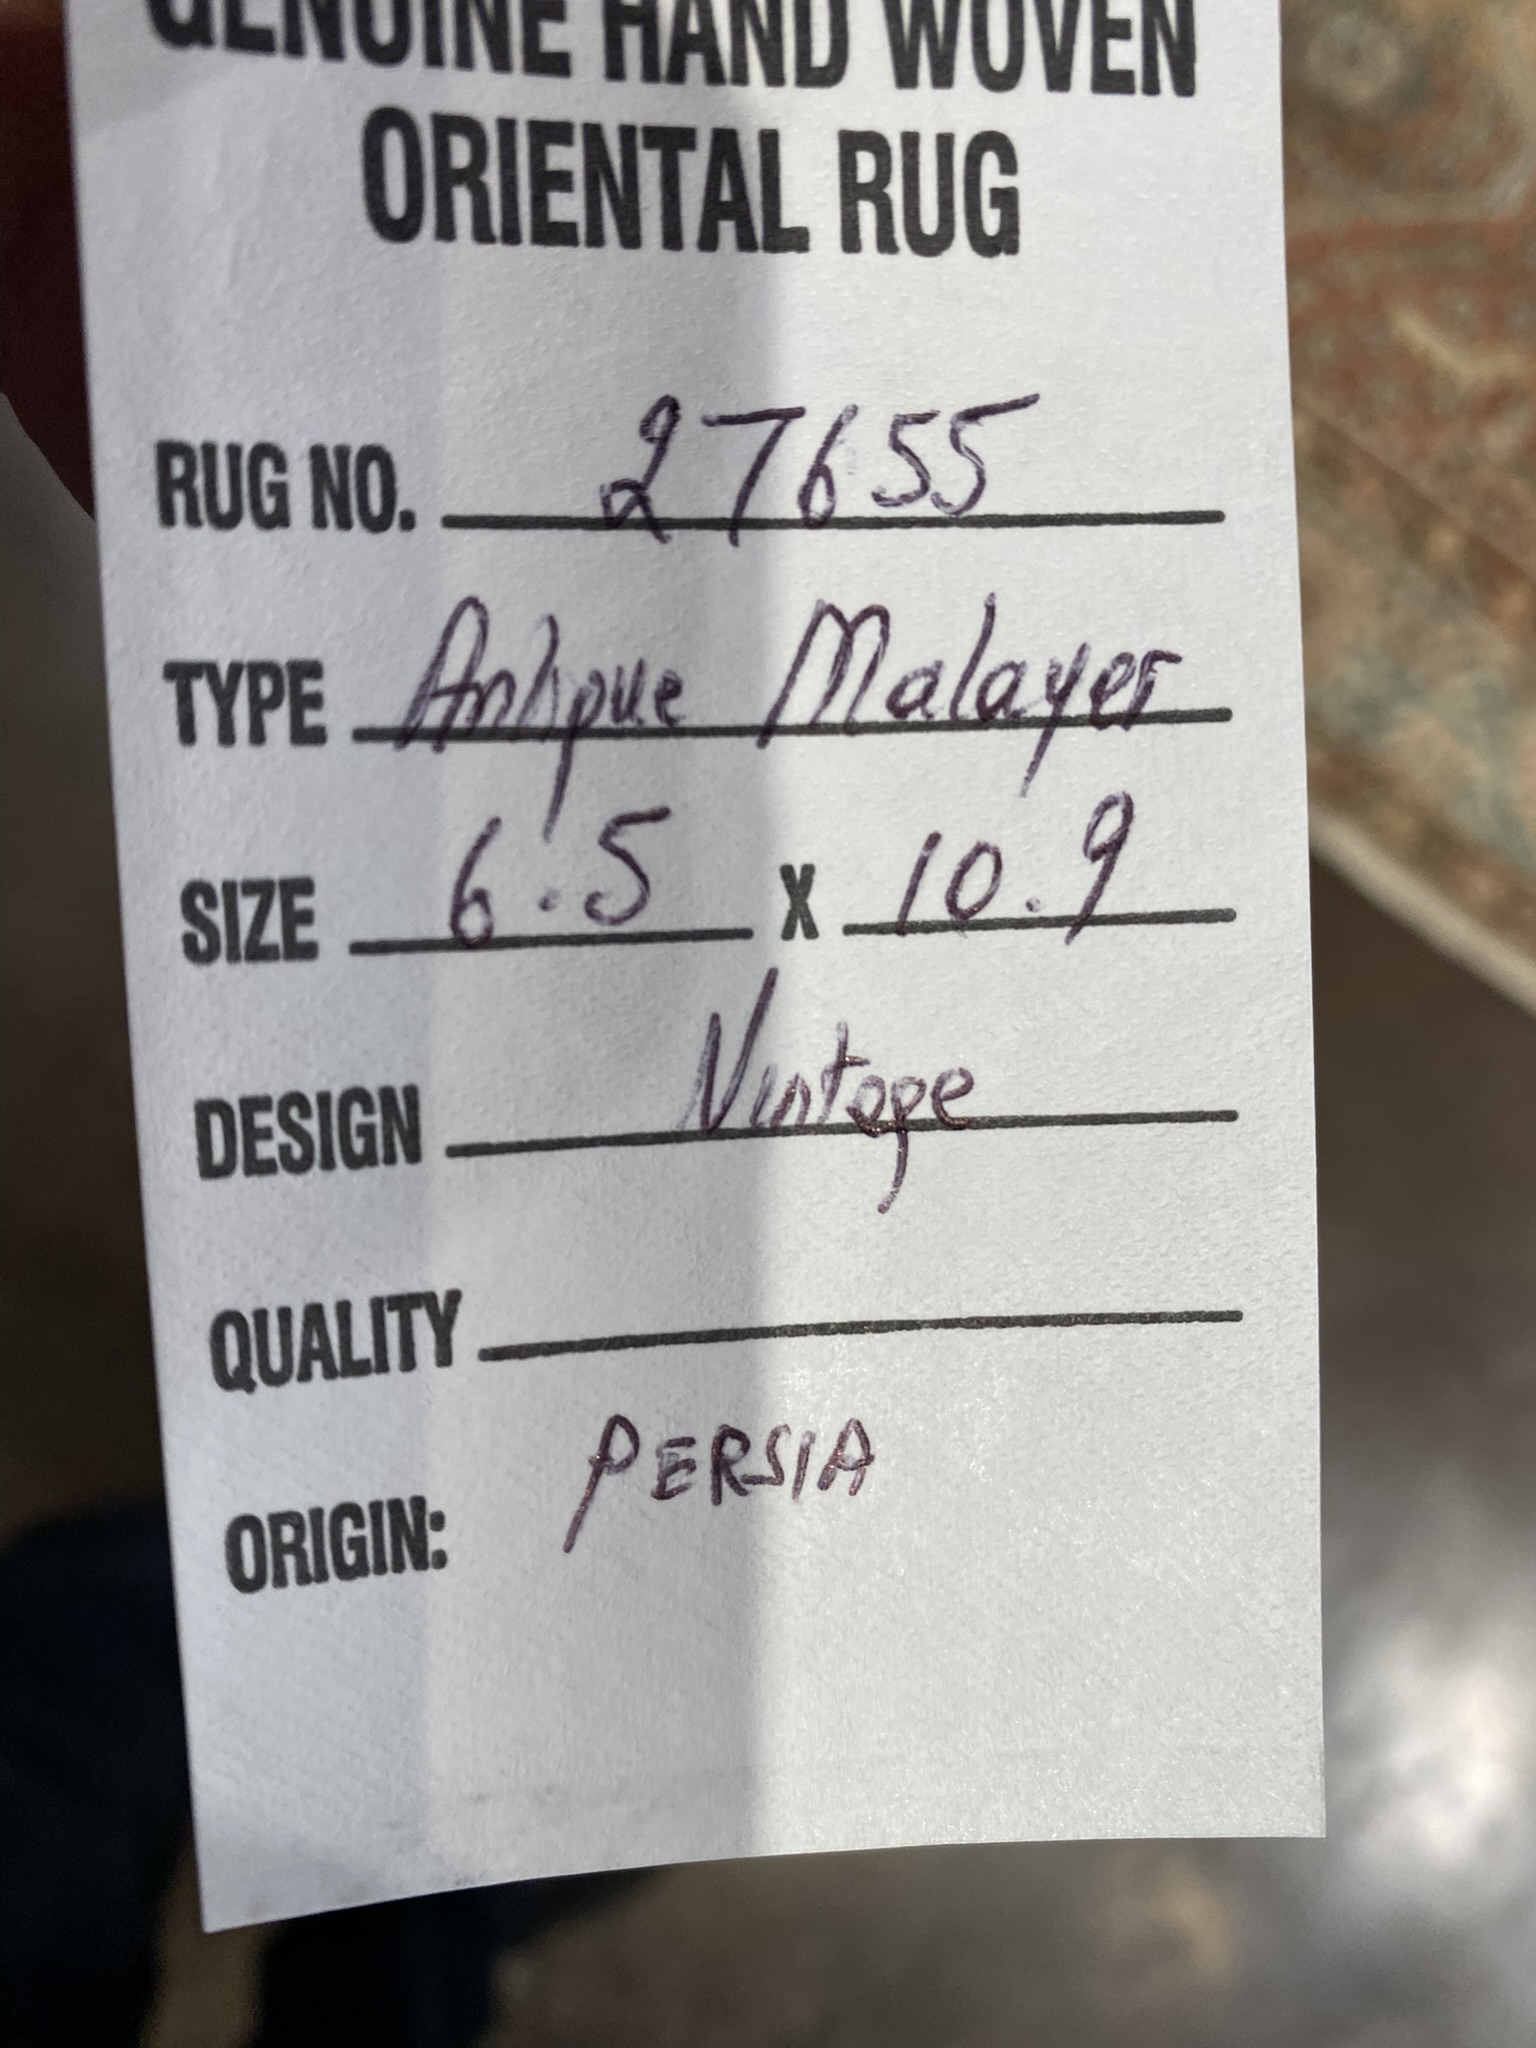 GENUINE HAND WOVEN
ORIENTAL RUG
RUG NO. 27655
TYPE Antique Malayer
SIZE 6.5 X 10.9
DESIGN Vintage
QUALITY
ORIGIN: PERSIA